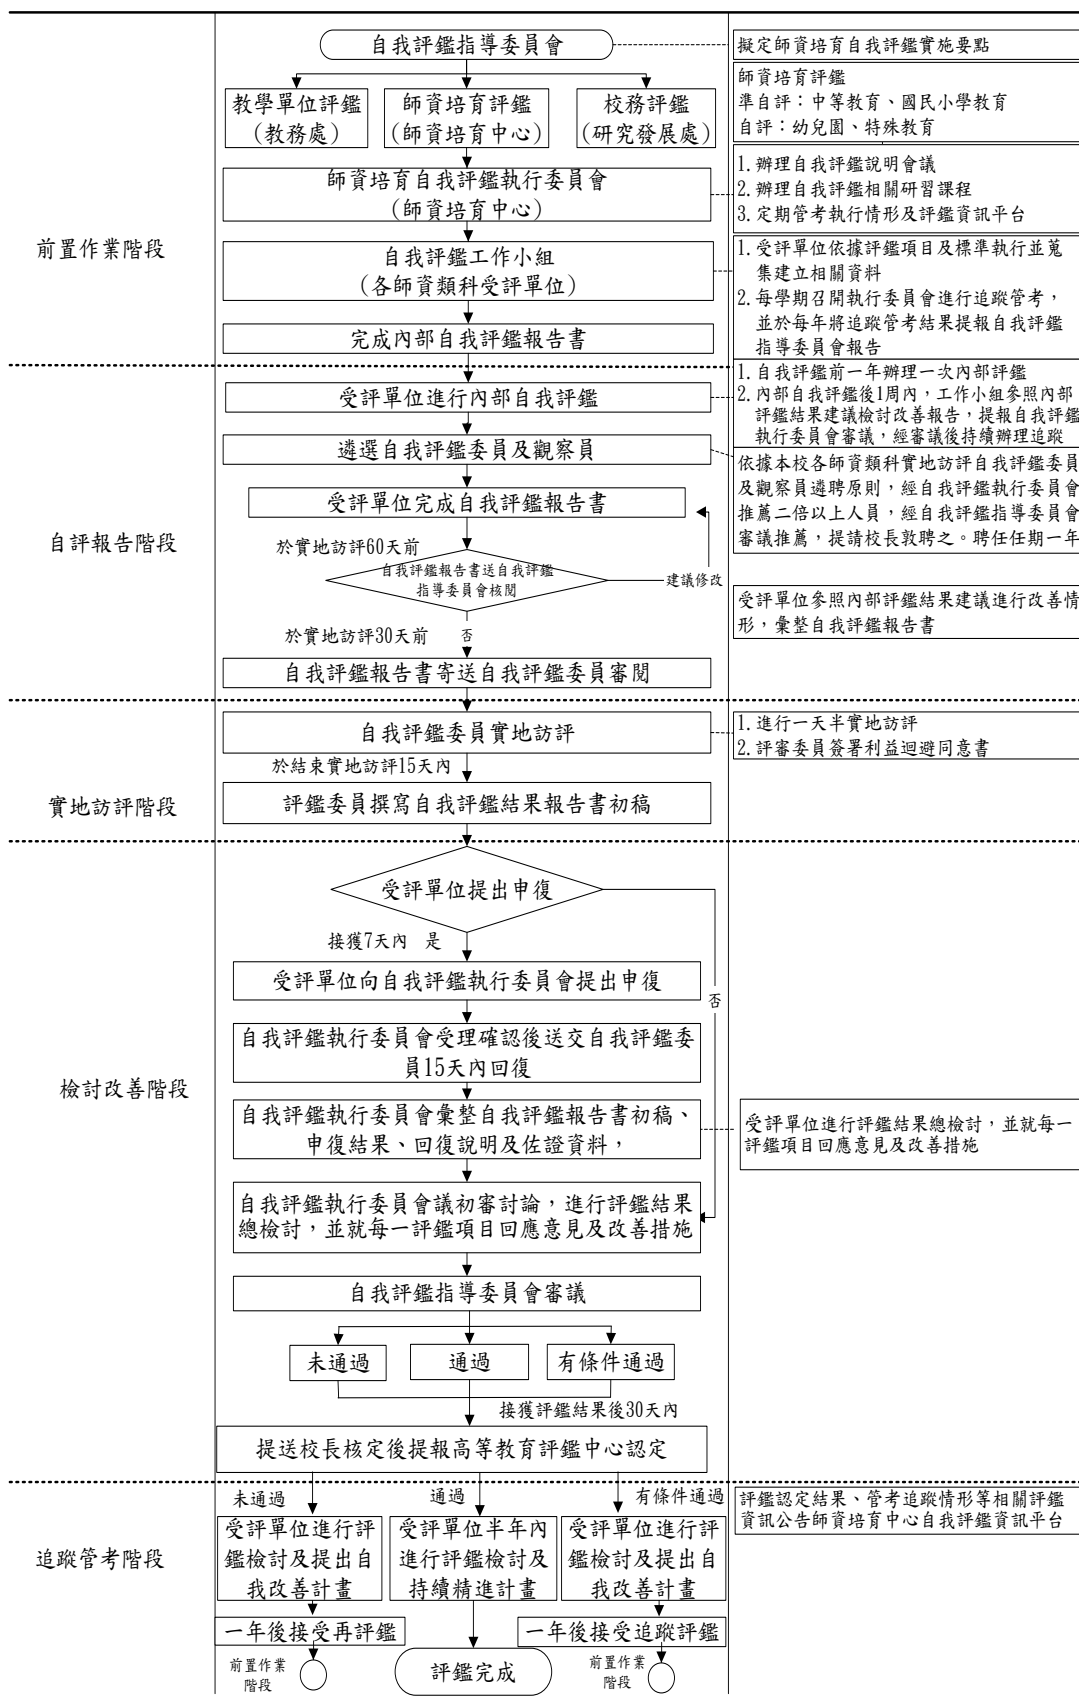 自我評鑑指導委員會
擬定師資培育自我評鑑實施要點
教學單位評鑑
(教務處)
師資培育評鑑
(師資培育中心)
校務評鑑
(研究發展處)
師資培育評鑑
準自評：中等教育、國民小學教育
自評：幼兒園、特殊教育
師資培育自我評鑑執行委員會
(師資培育中心)
1. 辦理自我評鑑說明會議
2. 辦理自我評鑑相關研習課程
3. 定期管考執行情形及評鑑資訊平台
前置作業階段
自我評鑑工作小組
(各師資類科受評單位)
1. 受評單位依據評鑑項目及標準執行並蒐
集建立相關資料
2. 每學期召開執行委員會進行追蹤管考，
並於每年將追蹤管考結果提報自我評鑑
指導委員會報告
完成內部自我評鑑報告書
受評單位進行內部自我評鑑
1. 自我評鑑前一年辦理一次內部評鑑
2. 內部自我評鑑後1周內，工作小組參照內部
評鑑結果建議檢討改善報告，提報自我評鑑
執行委員會審議，經審議後持續辦理追蹤
遴選自我評鑑委員及觀察員
依據本校各師資類科實地訪評自我評鑑委員
及觀察員遴聘原則，經自我評鑑執行委員會
推薦二倍以上人員，經自我評鑑指導委員會
審議推薦，提請校長敦聘之。聘任任期一年
受評單位完成自我評鑑報告書
自評報告階段
於實地訪評60天前
自我評鑑報告書送自我評鑑
指導委員會核閱
建議修改
受評單位參照內部評鑑結果建議進行改善情
形，彙整自我評鑑報告書
於實地訪評30天前
否
自我評鑑報告書寄送自我評鑑委員審閱
自我評鑑委員實地訪評
1. 進行一天半實地訪評
2. 評審委員簽署利益迴避同意書
於結束實地訪評15天內
實地訪評階段
評鑑委員撰寫自我評鑑結果報告書初稿
受評單位提出申復
接獲7天內 是
受評單位向自我評鑑執行委員會提出申復
否
自我評鑑執行委員會受理確認後送交自我評鑑委
員15天內回復
檢討改善階段
自我評鑑執行委員會彙整自我評鑑報告書初稿、
申復結果、回復說明及佐證資料，
受評單位進行評鑑結果總檢討，並就每一
評鑑項目回應意見及改善措施
自我評鑑執行委員會議初審討論，進行評鑑結果
總檢討，並就每一評鑑項目回應意見及改善措施
自我評鑑指導委員會審議
未通過
通過
有條件通過
接獲評鑑結果後30天內
提送校長核定後提報高等教育評鑑中心認定
未通過
通過
有條件通過
評鑑認定結果、管考追蹤情形等相關評鑑
資訊公告師資培育中心自我評鑑資訊平台
追蹤管考階段
受評單位進行評
鑑檢討及提出自
我改善計畫
受評單位半年內
進行評鑑檢討及
持續精進計畫
受評單位進行評
鑑檢討及提出自
我改善計畫
一年後接受再評鑑
一年後接受追蹤評鑑
前置作業
階段
評鑑完成
前置作業
階段